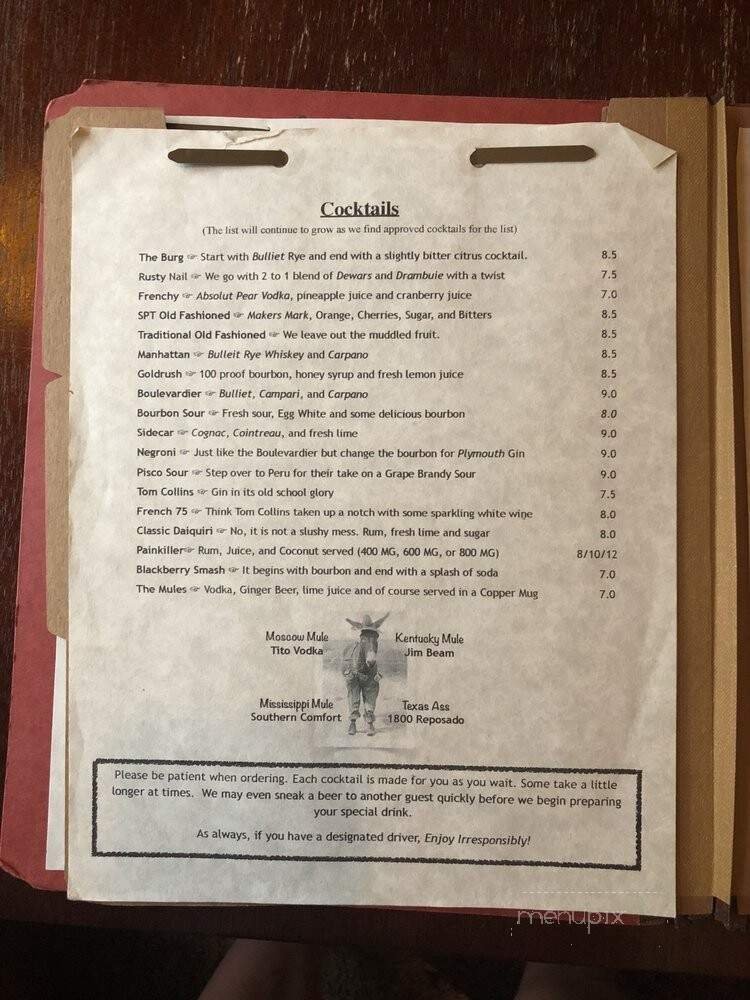 Cocktails
(The list will continue to grow as we find approved cocktails for the list)
The Burg ☞ Start with Bulliet Rye and end with a slightly bitter citrus cocktail. 8.5
Rusty Nail ☞ We go with 2 to 1 blend of Dewars and Drambuie with a twist 7.5
Frenchy ☞ Absolut Pear Vodka, pineapple juice and cranberry juice 7.0
SPT Old Fashioned ☞ Makers Mark, Orange, Cherries, Sugar, and Bitters 8.5
Traditional Old Fashioned ☞ We leave out the muddled fruit. 8.5
Manhattan ☞ Bulleit Rye Whiskey and Carpano 8.5
Goldrush ☞ 100 proof bourbon, honey syrup and fresh lemon juice 8.5
Boulevardier ☞ Bulliet, Campari, and Carpano 9.0
Bourbon Sour ☞ Fresh sour, Egg White and some delicious bourbon 8.0
Sidecar ☞ Cognac, Cointreau, and fresh lime 9.0
Negroni ☞ Just like the Boulevardier but change the bourbon for Plymouth Gin 9.0
Pisco Sour ☞ Step over to Peru for their take on a Grape Brandy Sour 9.0
Tom Collins ☞ Gin in its old school glory 7.5
French 75 ☞ Think Tom Collins taken up a notch with some sparkling white wine 8.0
Classic Daiquiri ☞ No, it is not a slushy mess. Rum, fresh lime and sugar 8.0
Painkiller☞ Rum, Juice, and Coconut served (400 MG, 600 MG, or 800 MG) 8/10/12
Blackberry Smash ☞ It begins with bourbon and end with a splash of soda 7.0
The Mules ☞ Vodka, Ginger Beer, lime juice and of course served in a Copper Mug 7.0
Moscow Mule
Tito Vodka
Kentucky Mule
Jim Beam
Mississippi Mule
Southern Comfort
Texas Ass
1800 Reposado
Please be patient when ordering. Each cocktail is made for you as you wait. Some take a little
longer at times. We may even sneak a beer to another guest quickly before we begin preparing
your special drink.
As always, if you have a designated driver, Enjoy Irresponsibly!
menupix